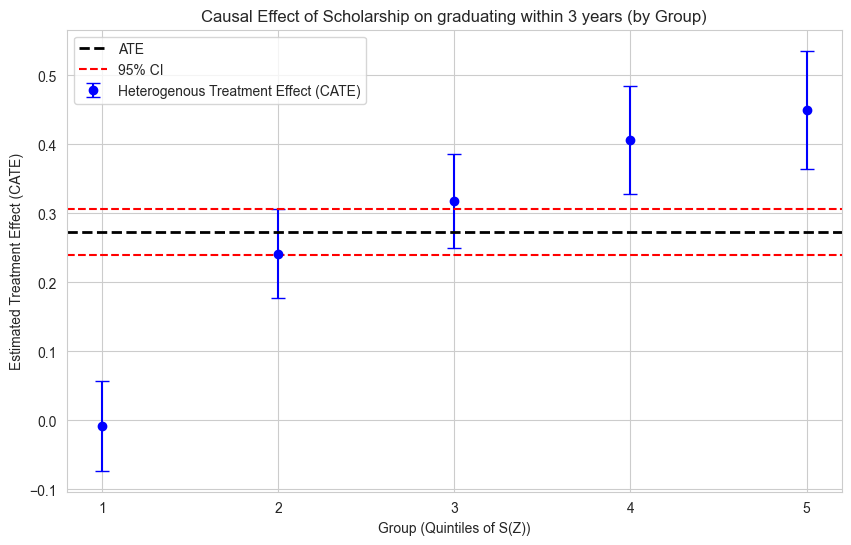 Causal Effect of Scholarship on graduating within 3 years (by Group)
ATE
95% CI
Heterogenous Treatment Effect (CATE)
Estimated Treatment Effect (CATE)
0.5
0.4
0.3
0.2
0.1
0.0
−0.1
1 2 3 4 5
Group (Quintiles of S(Z))